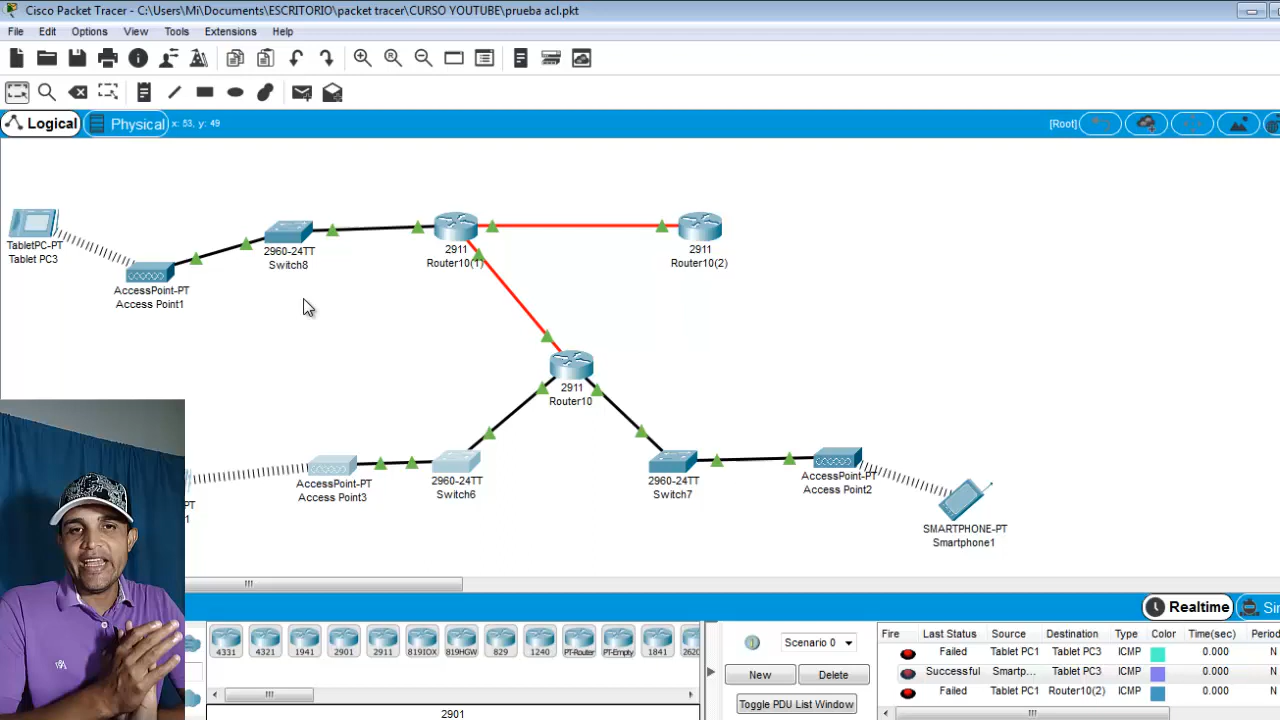 Cisco Packet Tracer - C:\Users\Mi\Documents\ESCRITORIO\packet tracer\CURSO YOUTUBE\prueba acl.pkt
File Edit Options View Tools Extensions Help
Logical Physical x: 53, y: 49 [Root]
TabletPC-PT
Tablet PC3
AccessPoint-PT
Access Point1
2960-24TT
Switch8
2911
Router10(1)
2911
Router10(2)
2911
Router10
AccessPoint-PT
Access Point3
2960-24TT
Switch6
2960-24TT
Switch7
AccessPoint-PT
Access Point2
SMARTPHONE-PT
Smartphone1
PT
1
Realtime Sir
4331 4321 1941 2901 2911 819IOX 819HGW 829 1240 PT-Router PT-Empty 1841 2620
2901
Scenario 0
New Delete
Toggle PDU List Window
Fire Last Status Source Destination Type Color Time(sec) Period
Failed Tablet PC1 Tablet PC3 ICMP 0.000 N
Successful Smartp... Tablet PC3 ICMP 0.000 N
Failed Tablet PC1 Router10(2) ICMP 0.000 N